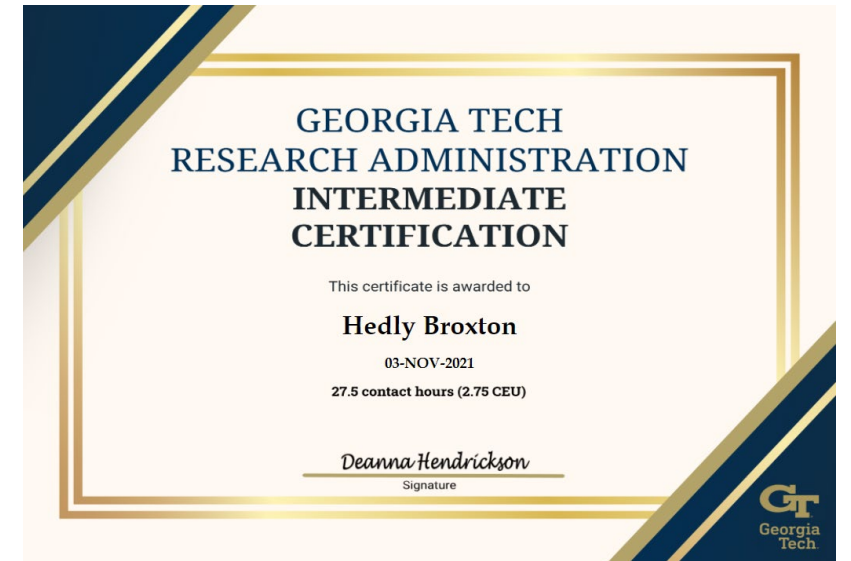 GEORGIA TECH
RESEARCH ADMINISTRATION
INTERMEDIATE
CERTIFICATION
This certificate is awarded to
Hedly Broxton
03-NOV-2021
27.5 contact hours (2.75 CEU)
Deanna Hendrickson
Signature
GT
Georgia
Tech